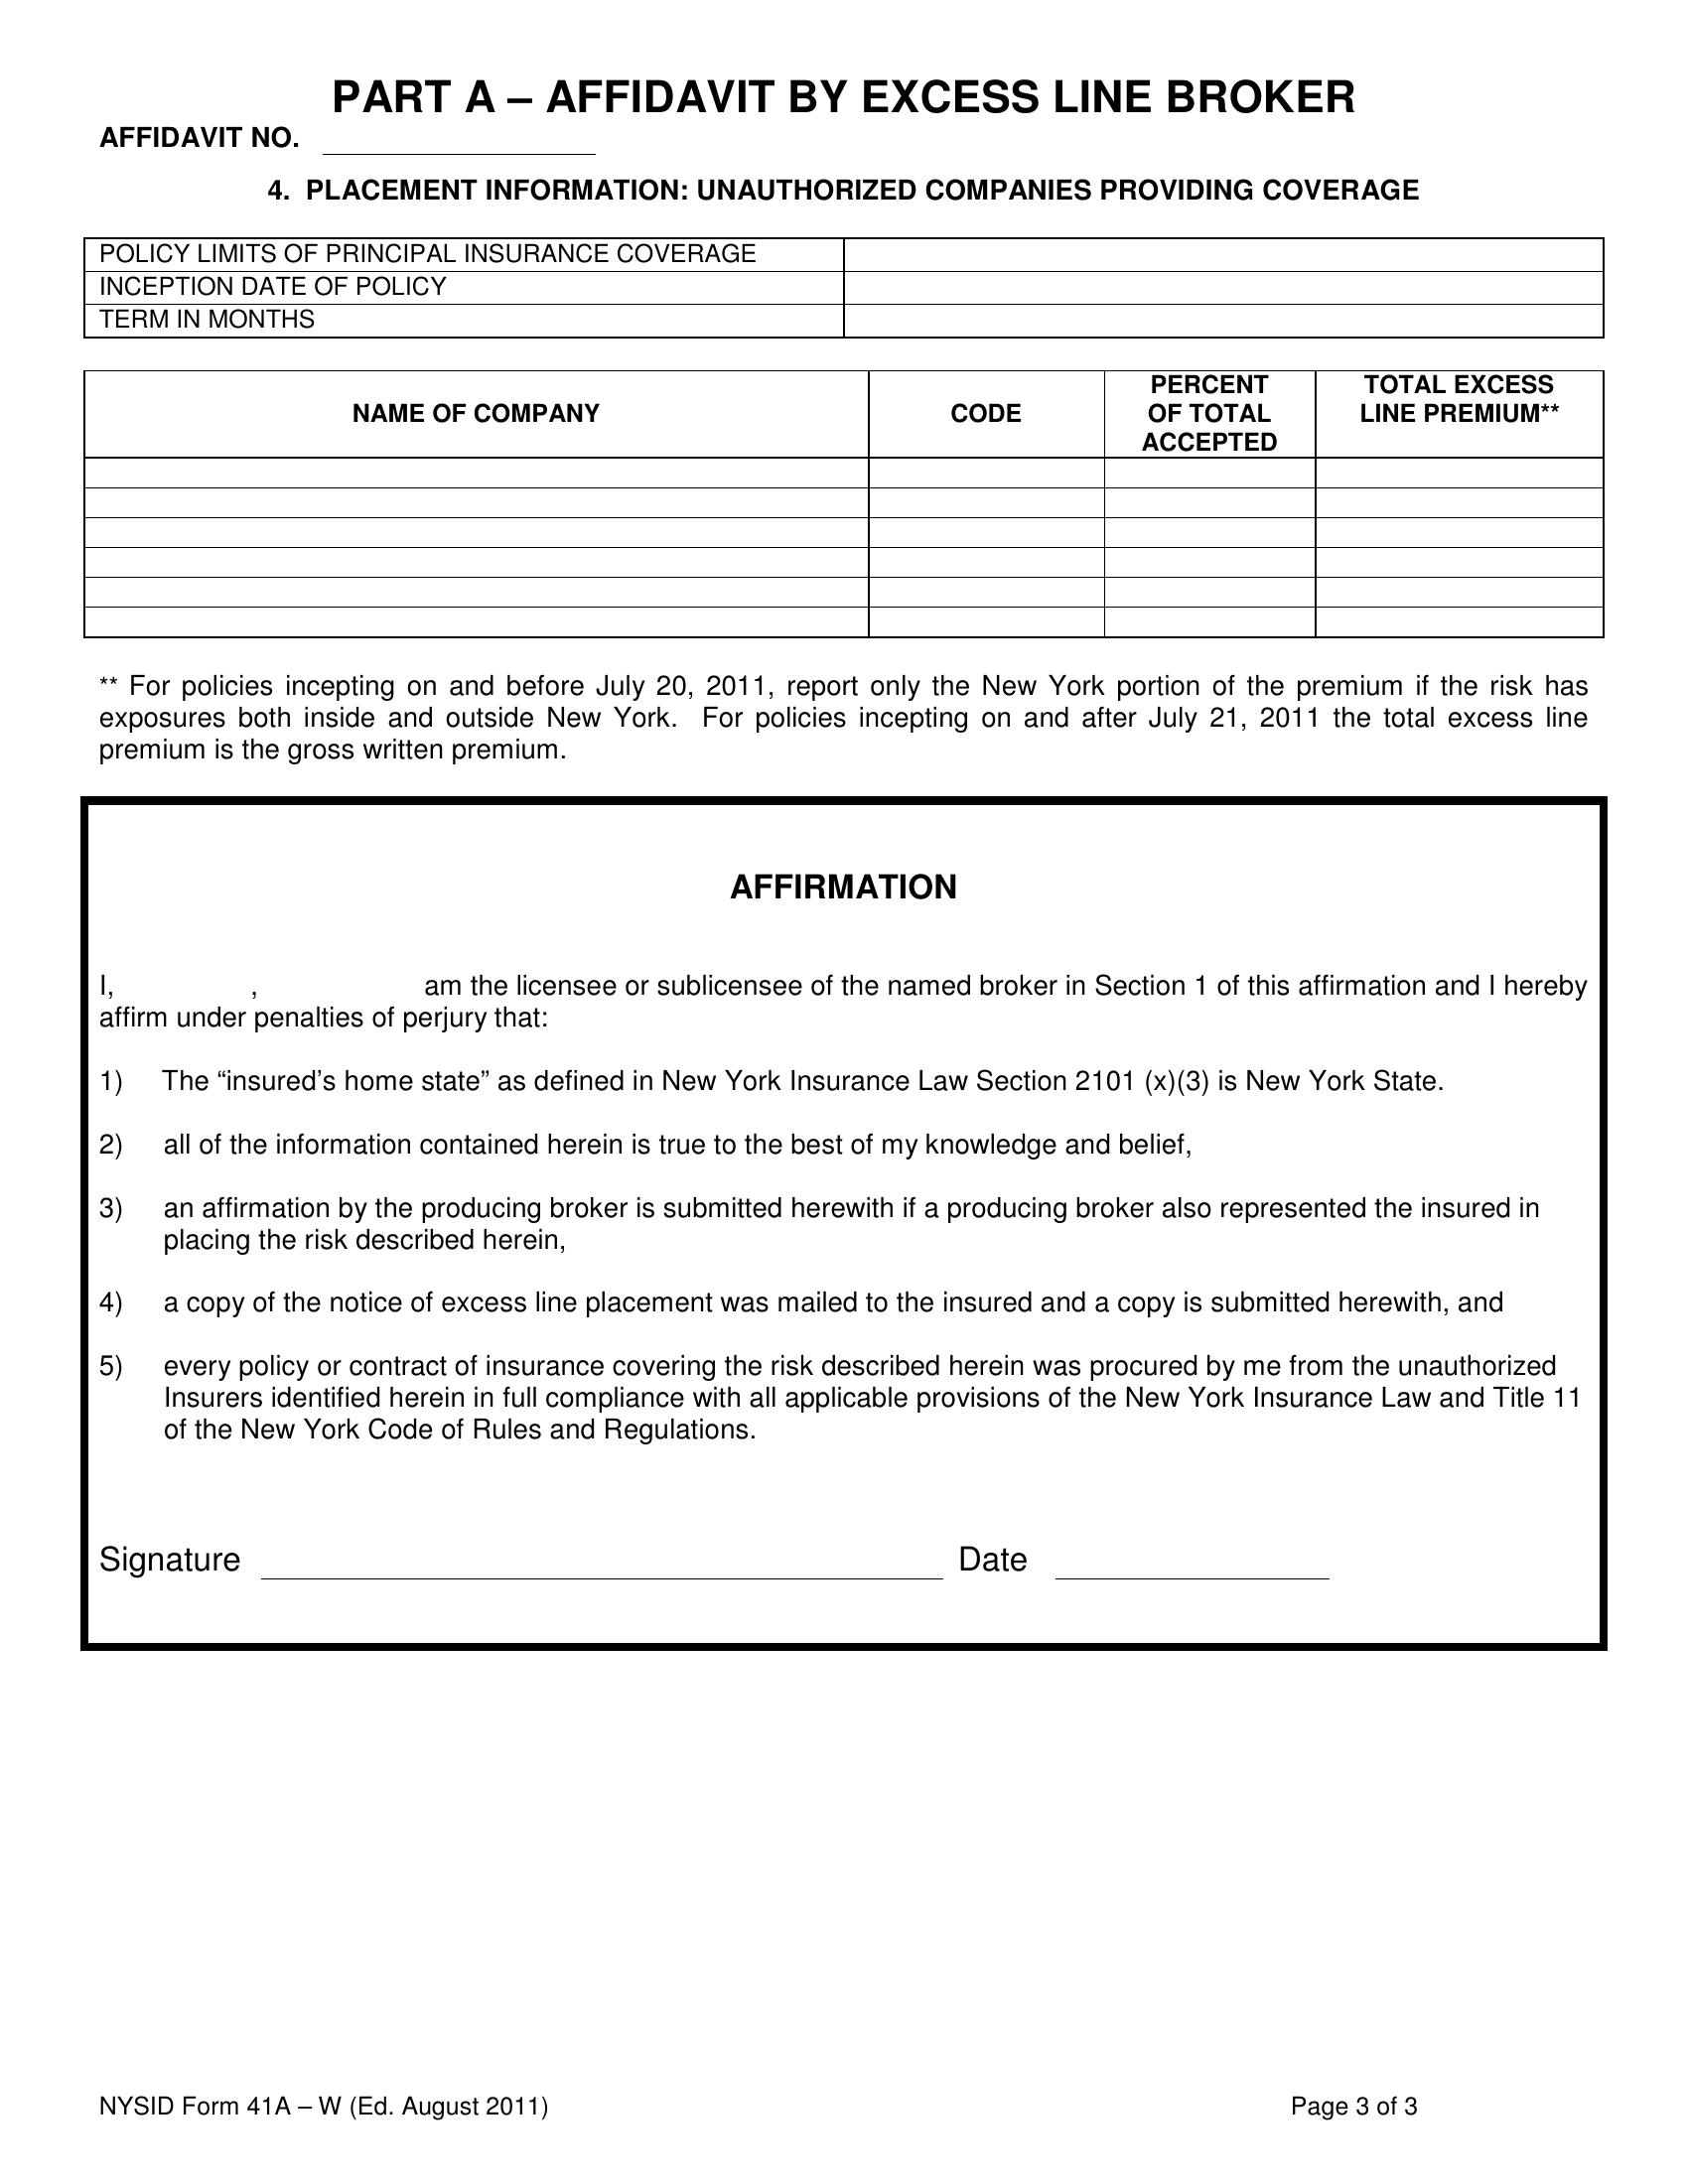 PART A – AFFIDAVIT BY EXCESS LINE BROKER
AFFIDAVIT NO.
4. PLACEMENT INFORMATION: UNAUTHORIZED COMPANIES PROVIDING COVERAGE
POLICY LIMITS OF PRINCIPAL INSURANCE COVERAGE
INCEPTION DATE OF POLICY
TERM IN MONTHS
NAME OF COMPANY
CODE
PERCENT
OF TOTAL
ACCEPTED
TOTAL EXCESS
LINE PREMIUM**
** For policies incepting on and before July 20, 2011, report only the New York portion of the premium if the risk has
exposures both inside and outside New York. For policies incepting on and after July 21, 2011 the total excess line
premium is the gross written premium.
AFFIRMATION
I, , am the licensee or sublicensee of the named broker in Section 1 of this affirmation and I hereby
affirm under penalties of perjury that:
1) The “insured’s home state” as defined in New York Insurance Law Section 2101 (x)(3) is New York State.
2) all of the information contained herein is true to the best of my knowledge and belief,
3) an affirmation by the producing broker is submitted herewith if a producing broker also represented the insured in
placing the risk described herein,
4) a copy of the notice of excess line placement was mailed to the insured and a copy is submitted herewith, and
5) every policy or contract of insurance covering the risk described herein was procured by me from the unauthorized
Insurers identified herein in full compliance with all applicable provisions of the New York Insurance Law and Title 11
of the New York Code of Rules and Regulations.
Signature Date
NYSID Form 41A – W (Ed. August 2011) Page 3 of 3